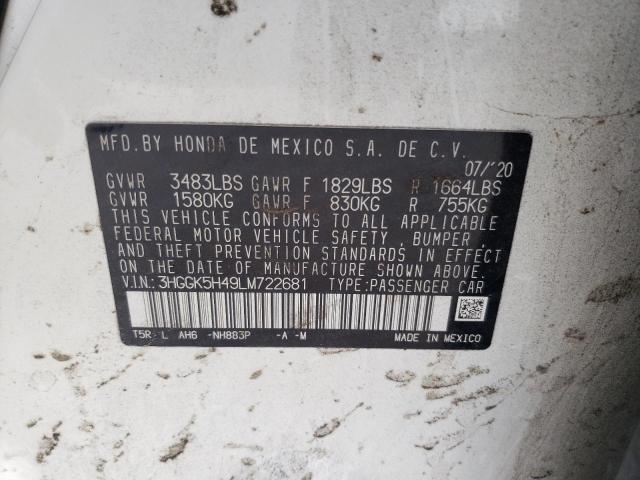 MFD. BY HONDA DE MEXICO S.A. DE C.V.
07/'20
GVWR 3483LBS GAWR F 1829LBS R 1664LBS
GVWR 1580KG GAWR F 830KG R 755KG
THIS VEHICLE CONFORMS TO ALL APPLICABLE
FEDERAL MOTOR VEHICLE SAFETY, BUMPER,
AND THEFT PREVENTION STANDARDS IN EFFECT
ON THE DATE OF MANUFACTURE SHOWN ABOVE.
V.I.N.: 3HGGK5H49LM722681 TYPE:PASSENGER CAR
T5R L AH6 -NH883P -A -M MADE IN MEXICO